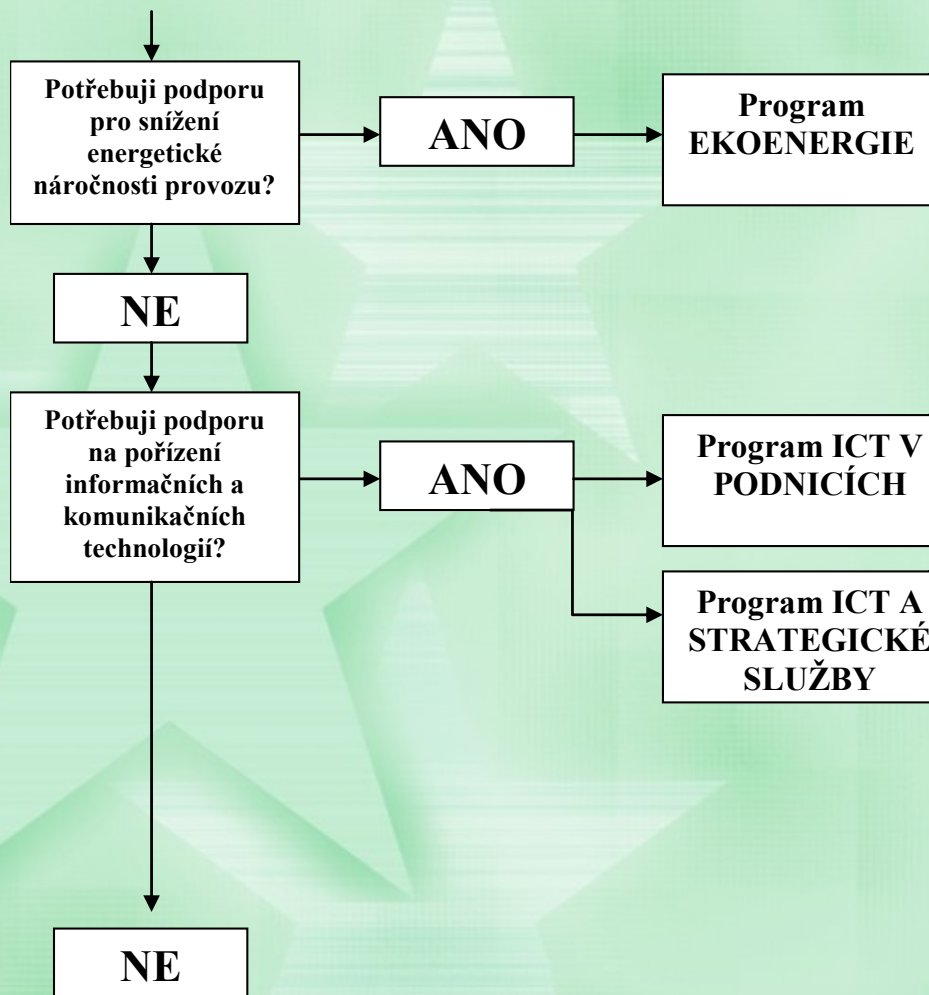 Potřebuji podporu
pro snížení
energetické
náročnosti provozu?
ANO
Program
EKOENERGIE
NE
Potřebuji podporu
na pořízení
informačních a
komunikačních
technologií?
ANO
Program ICT V
PODNICÍCH
Program ICT A
STRATEGICKÉ
SLUŽBY
NE